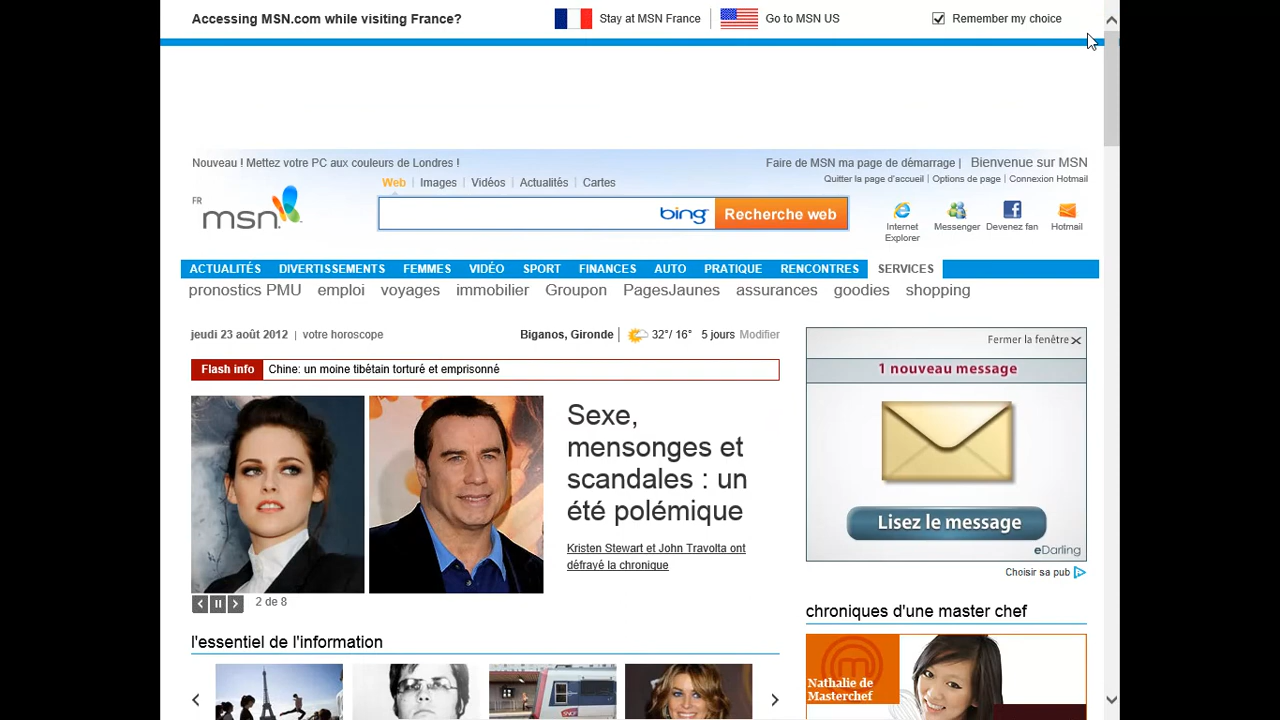 Accessing MSN.com while visiting France?
Stay at MSN France
Go to MSN US
Remember my choice
Nouveau ! Mettez votre PC aux couleurs de Londres !
Faire de MSN ma page de démarrage | Bienvenue sur MSN
Quitter la page d'accueil | Options de page | Connexion Hotmail
FR
msn.
Web | Images | Vidéos | Actualités | Cartes
bing
Recherche web
Internet Explorer
Messenger
Devenez fan
Hotmail
ACTUALITÉS DIVERTISSEMENTS FEMMES VIDÉO SPORT FINANCES AUTO PRATIQUE RENCONTRES SERVICES
pronostics PMU emploi voyages immobilier Groupon PagesJaunes assurances goodies shopping
jeudi 23 août 2012 | votre horoscope
Biganos, Gironde | 32°/ 16° 5 jours Modifier
Flash info Chine: un moine tibétain torturé et emprisonné
Sexe,
mensonges et
scandales : un
été polémique
Kristen Stewart et John Travolta ont
défrayé la chronique
2 de 8
l'essentiel de l'information
SNCF
Fermer la fenêtre
1 nouveau message
Lisez le message
eDarling
Choisir sa pub
chroniques d'une master chef
Nathalie de
Masterchef